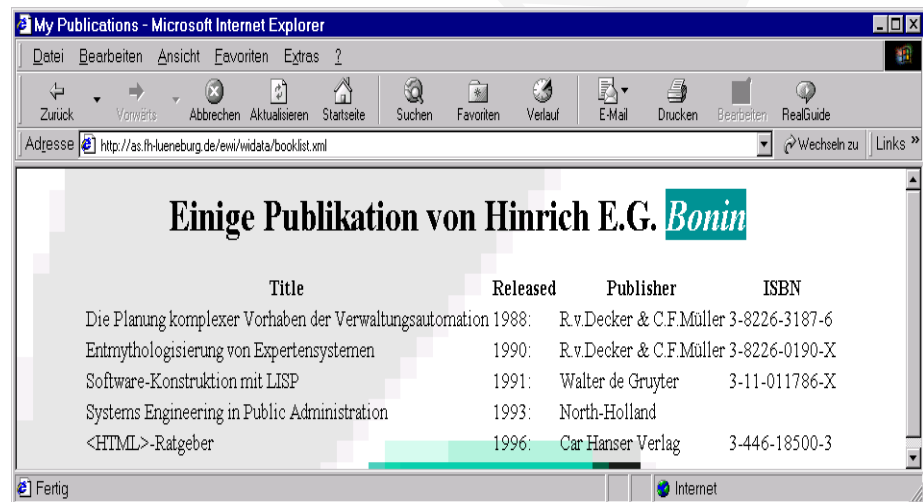 My Publications - Microsoft Internet Explorer
Datei Bearbeiten Ansicht Favoriten Extras ?
Zurück Vorwärts Abbrechen Aktualisieren Startseite Suchen Favoriten Verlauf E-Mail Drucken Bearbeiten RealGuide
Adresse http://as.fh-lueneburg.de/ewi/widata/booklist.xml Wechseln zu Links »
Einige Publikation von Hinrich E.G. Bonin
Title Released Publisher ISBN
Die Planung komplexer Vorhaben der Verwaltungsautomation 1988: R.v.Decker & C.F.Müller 3-8226-3187-6
Entmythologisierung von Expertensystemen 1990: R.v.Decker & C.F.Müller 3-8226-0190-X
Software-Konstruktion mit LISP 1991: Walter de Gruyter 3-11-011786-X
Systems Engineering in Public Administration 1993: North-Holland
<HTML>-Ratgeber 1996: Car Hanser Verlag 3-446-18500-3
Fertig Internet